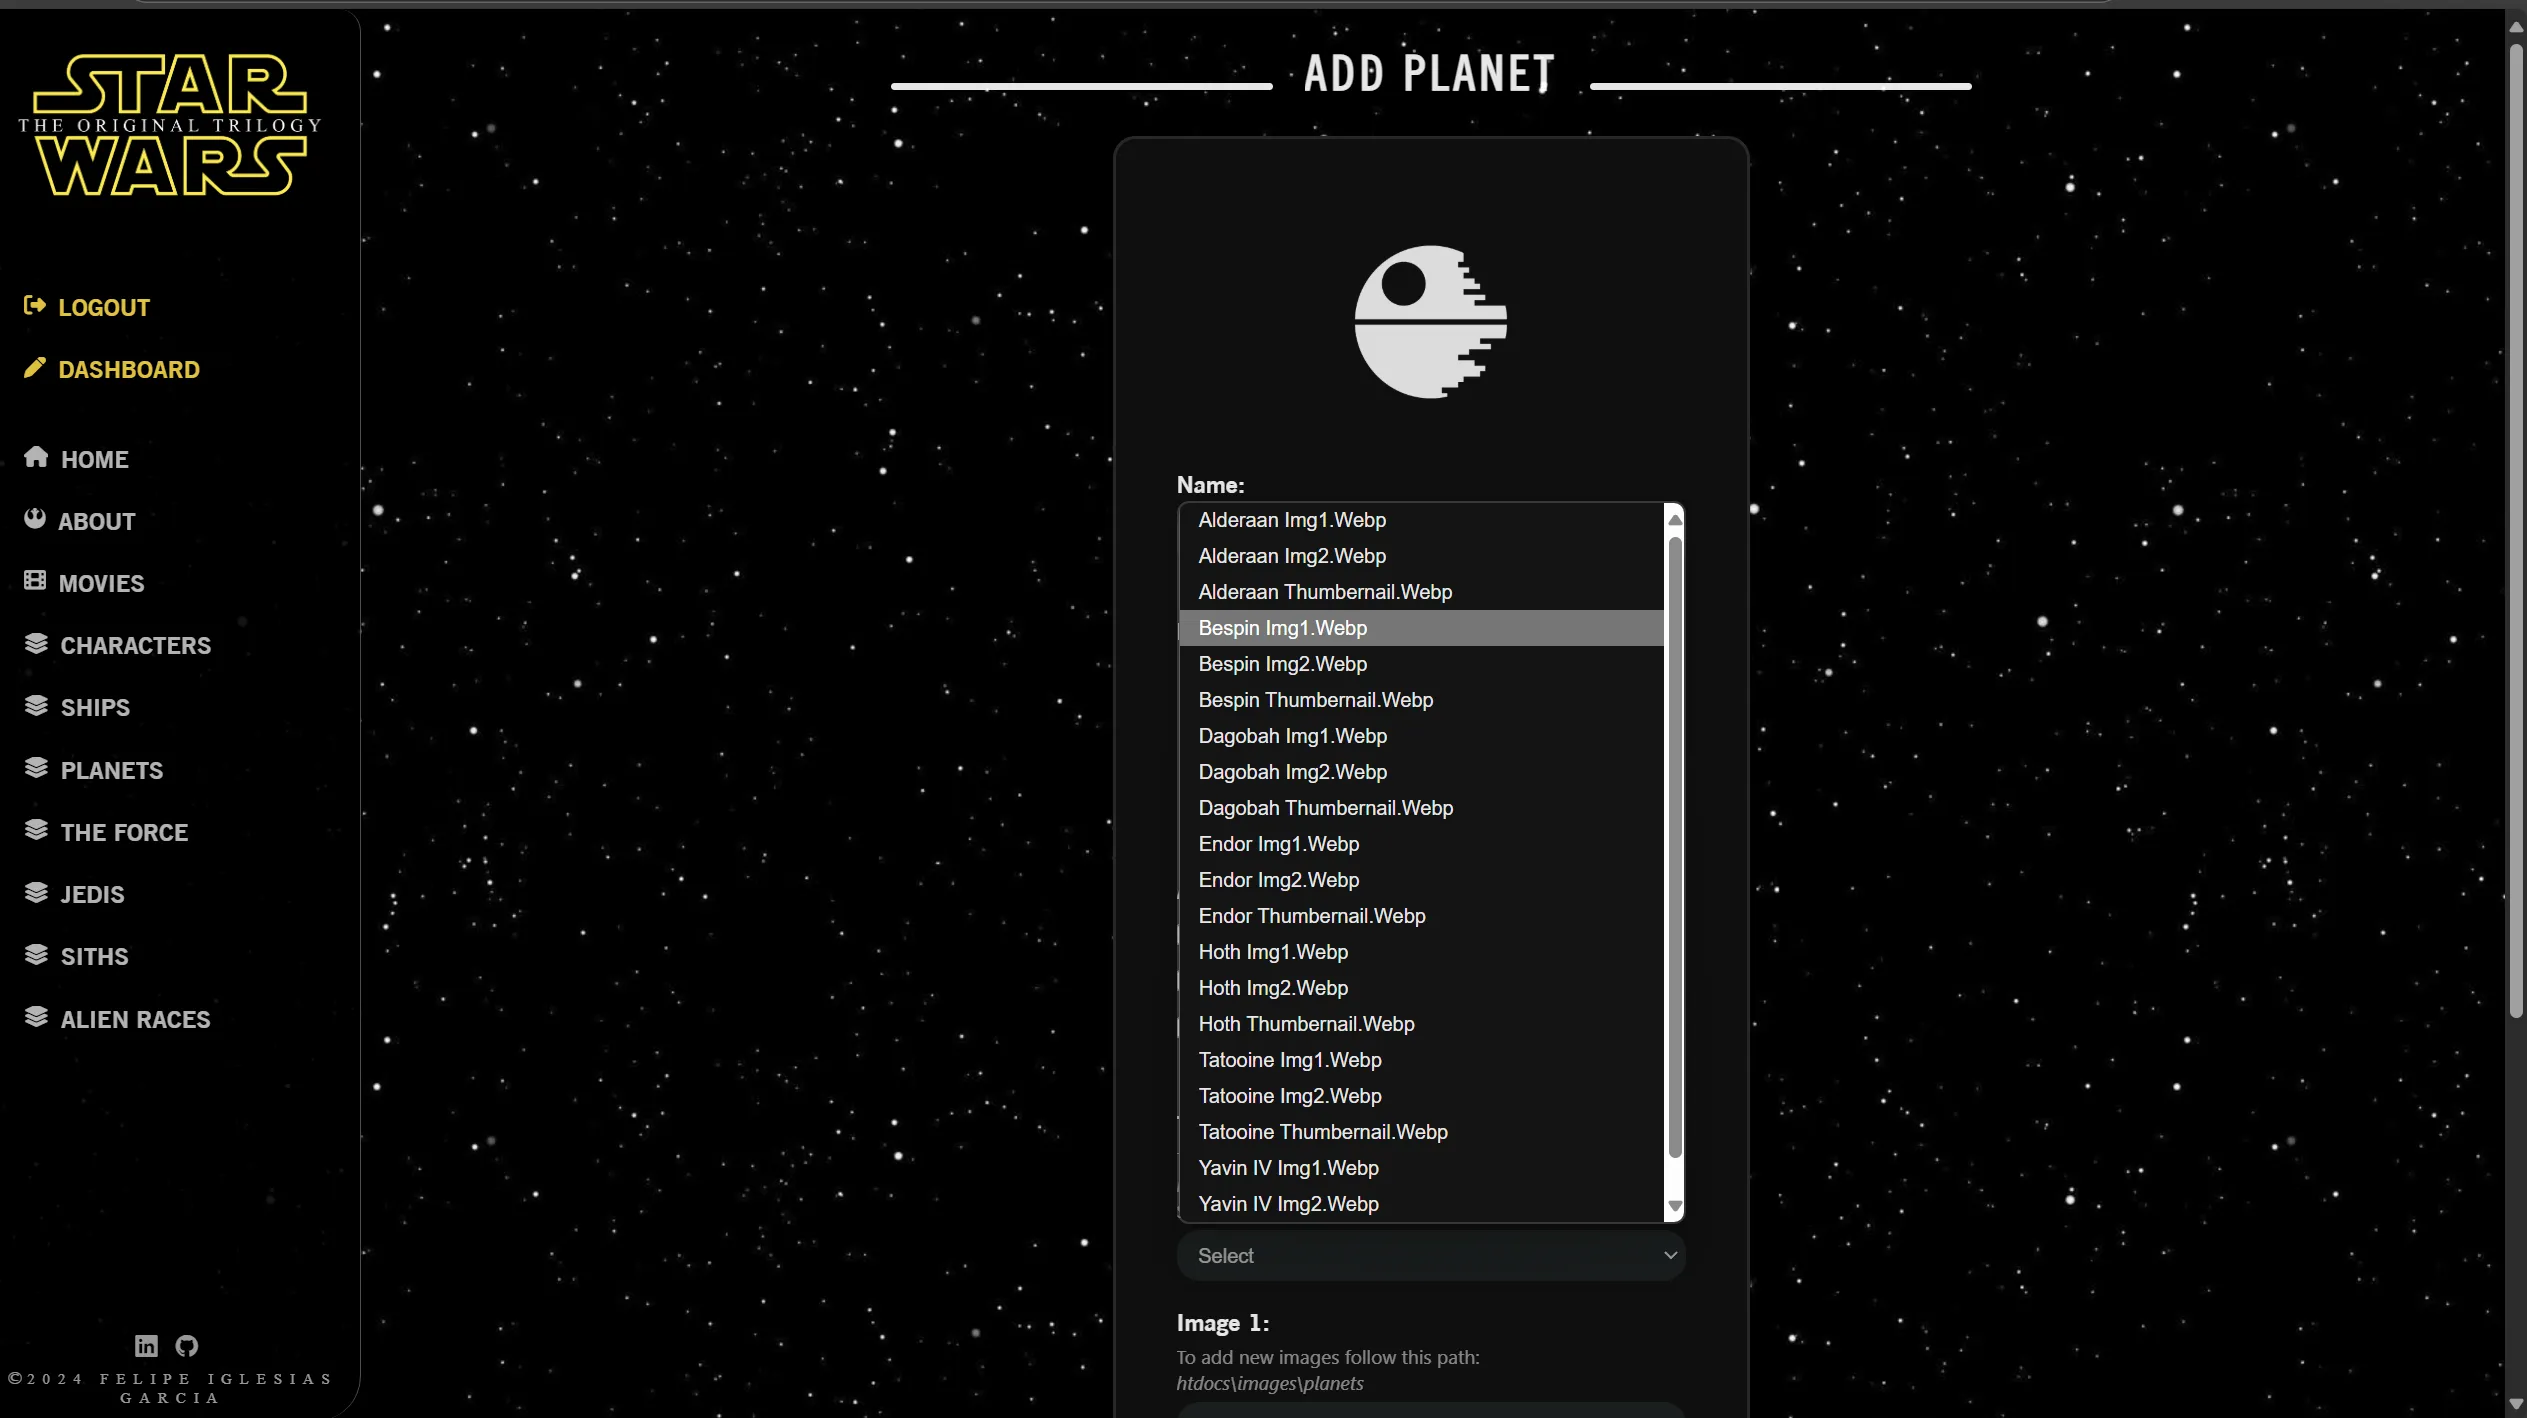 STAR
THE ORIGINAL TRILOGY
WARS
LOGOUT
DASHBOARD
HOME
ABOUT
MOVIES
CHARACTERS
SHIPS
PLANETS
THE FORCE
JEDIS
SITHS
ALIEN RACES
©2024 FELIPE IGLESIAS
GARCIA
ADD PLANET
Name:
Alderaan Img1.Webp
Alderaan Img2.Webp
Alderaan Thumbernail.Webp
Bespin Img1.Webp
Bespin Img2.Webp
Bespin Thumbernail.Webp
Dagobah Img1.Webp
Dagobah Img2.Webp
Dagobah Thumbernail.Webp
Endor Img1.Webp
Endor Img2.Webp
Endor Thumbernail.Webp
Hoth Img1.Webp
Hoth Img2.Webp
Hoth Thumbernail.Webp
Tatooine Img1.Webp
Tatooine Img2.Webp
Tatooine Thumbernail.Webp
Yavin IV Img1.Webp
Yavin IV Img2.Webp
Select
Image 1:
To add new images follow this path:
htdocs\images\planets